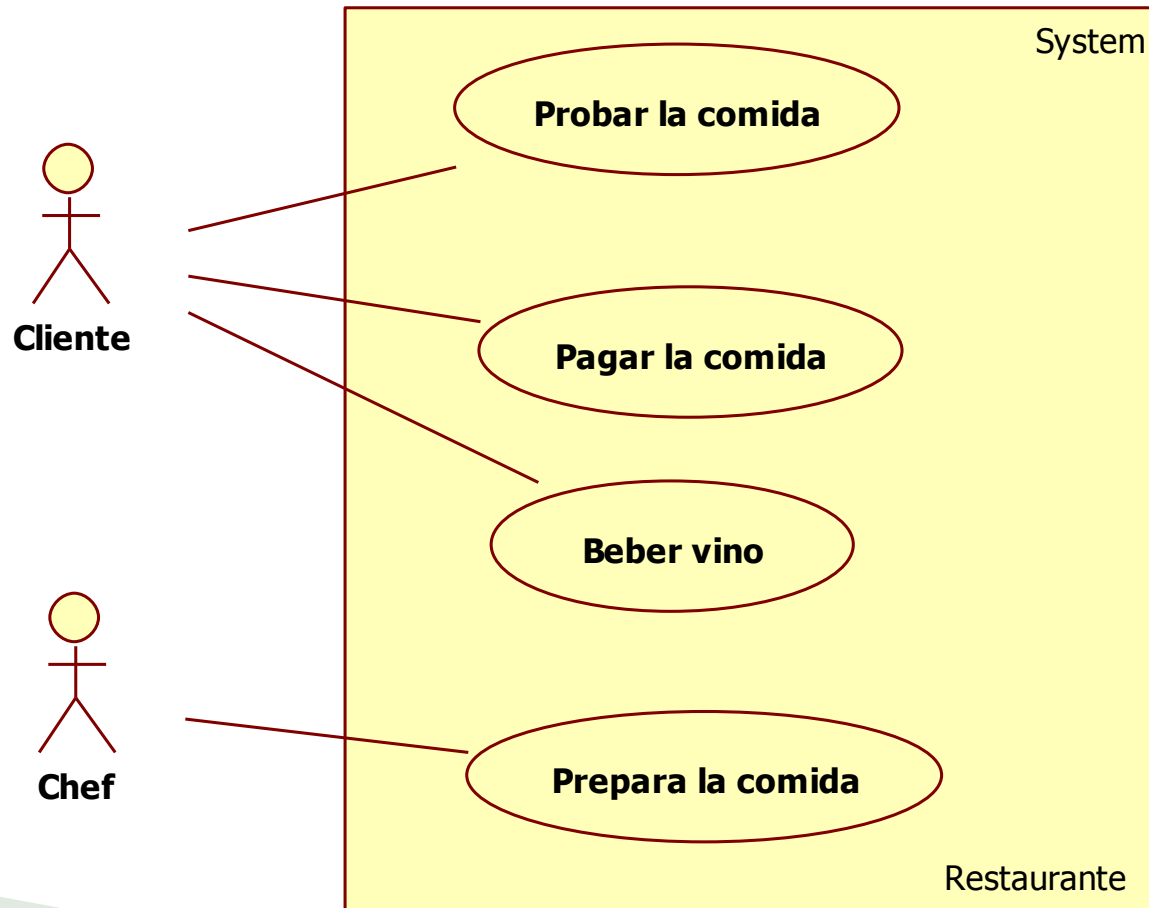 System
Probar la comida
Cliente
Pagar la comida
Beber vino
Chef
Prepara la comida
Restaurante